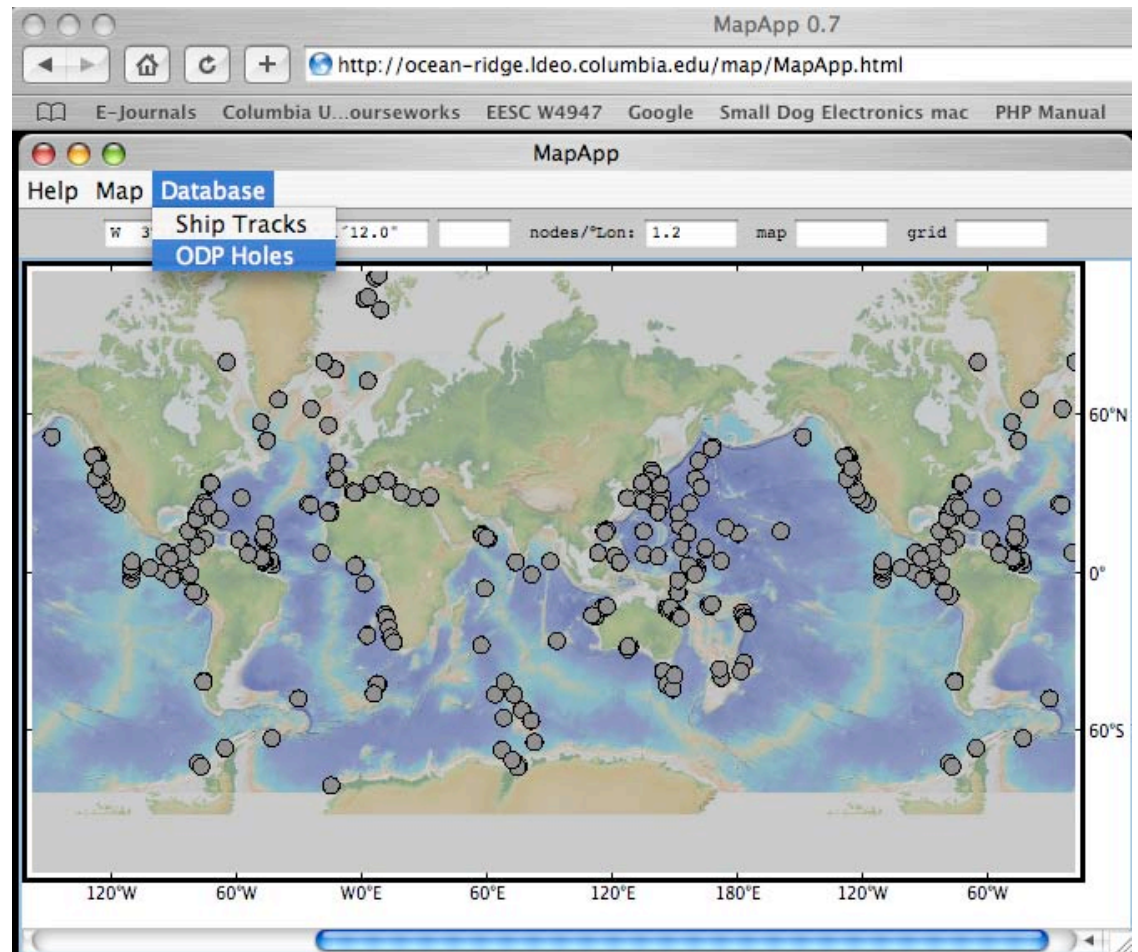 MapApp 0.7
http://ocean-ridge.ldeo.columbia.edu/map/MapApp.html
E-Journals Columbia U...ourseworks EESC W4947 Google Small Dog Electronics mac PHP Manual
MapApp
Help Map Database
Ship Tracks
W 3 ´12.0" nodes/°Lon: 1.2 map grid
ODP Holes
60°N
0°
60°S
120°W 60°W W0°E 60°E 120°E 180°E 120°W 60°W